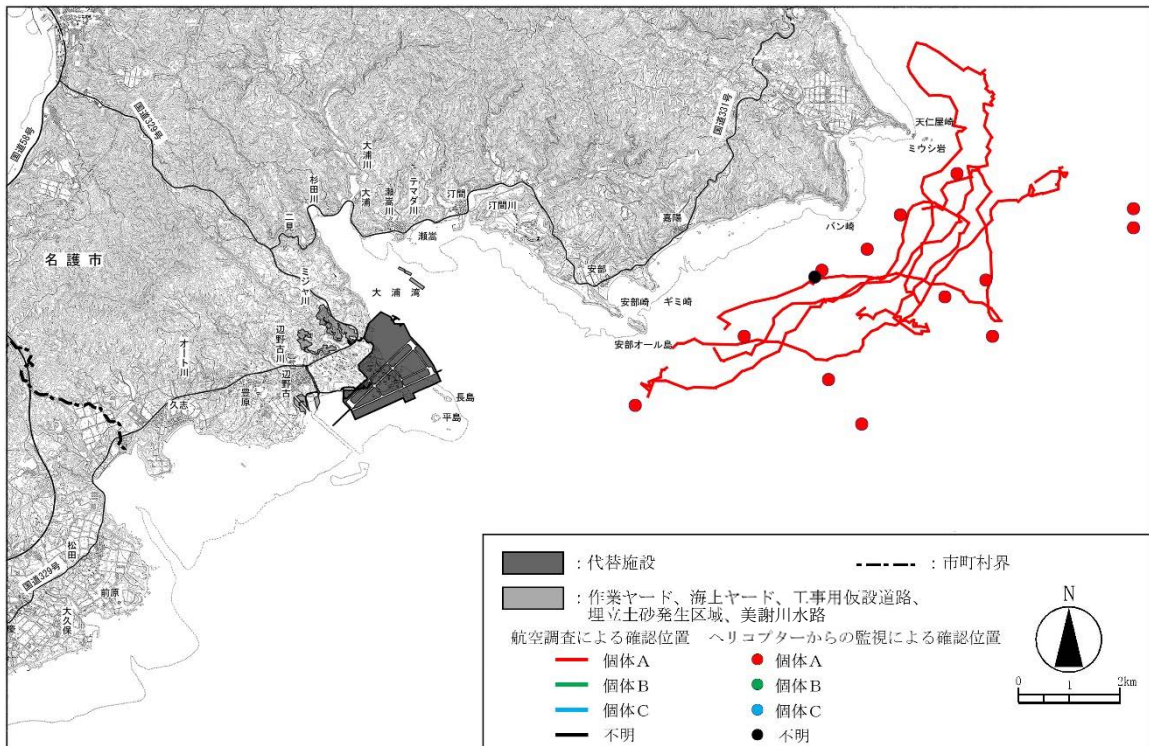 国道58号
国道329号
国道331号
天仁屋崎
ミウシ岩
バン崎
大浦川
杉田川
大浦
瀬嵩川
テマダ川
汀間
汀間川
瀬嵩
二見
嘉陽
名護市
ミジャ川
大浦湾
安部
安部崎
ギミ崎
安部オール島
辺野古川
辺野古
オート川
豊原
久志
長島
平島
松田
国道329号
前原
大久保
:代替施設
:市町村界
:作業ヤード、海上ヤード、工事用仮設道路、
埋立土砂発生区域、美謝川水路
航空調査による確認位置 ヘリコプターからの監視による確認位置
個体A 個体A
個体B 個体B
個体C 個体C
不明 不明
N
0 1 2km